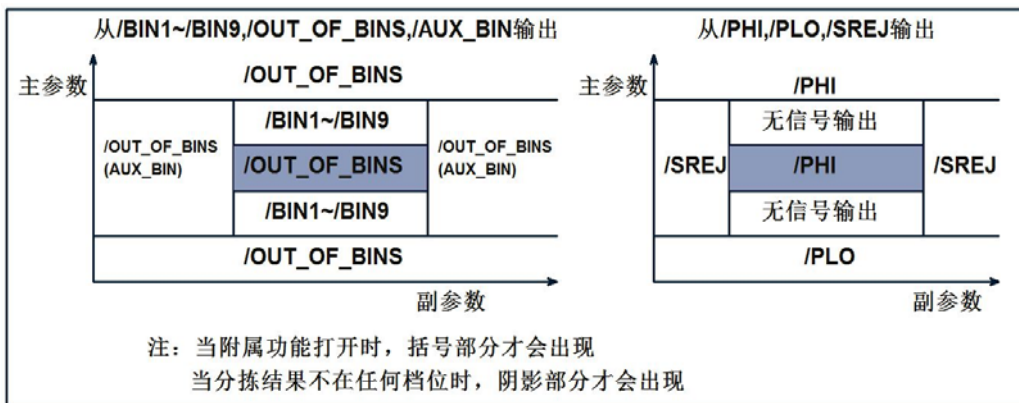 从/BIN1~/BIN9,/OUT_OF_BINS,/AUX_BIN输出
主参数
/OUT_OF_BINS
/BIN1~/BIN9
/OUT_OF_BINS
(AUX_BIN)
/OUT_OF_BINS
/OUT_OF_BINS
(AUX_BIN)
/BIN1~/BIN9
/OUT_OF_BINS
副参数
从/PHI,/PLO,/SREJ输出
主参数
/PHI
无信号输出
/SREJ
/PHI
/SREJ
无信号输出
/PLO
副参数
注：当附属功能打开时，括号部分才会出现
当分拣结果不在任何档位时，阴影部分才会出现